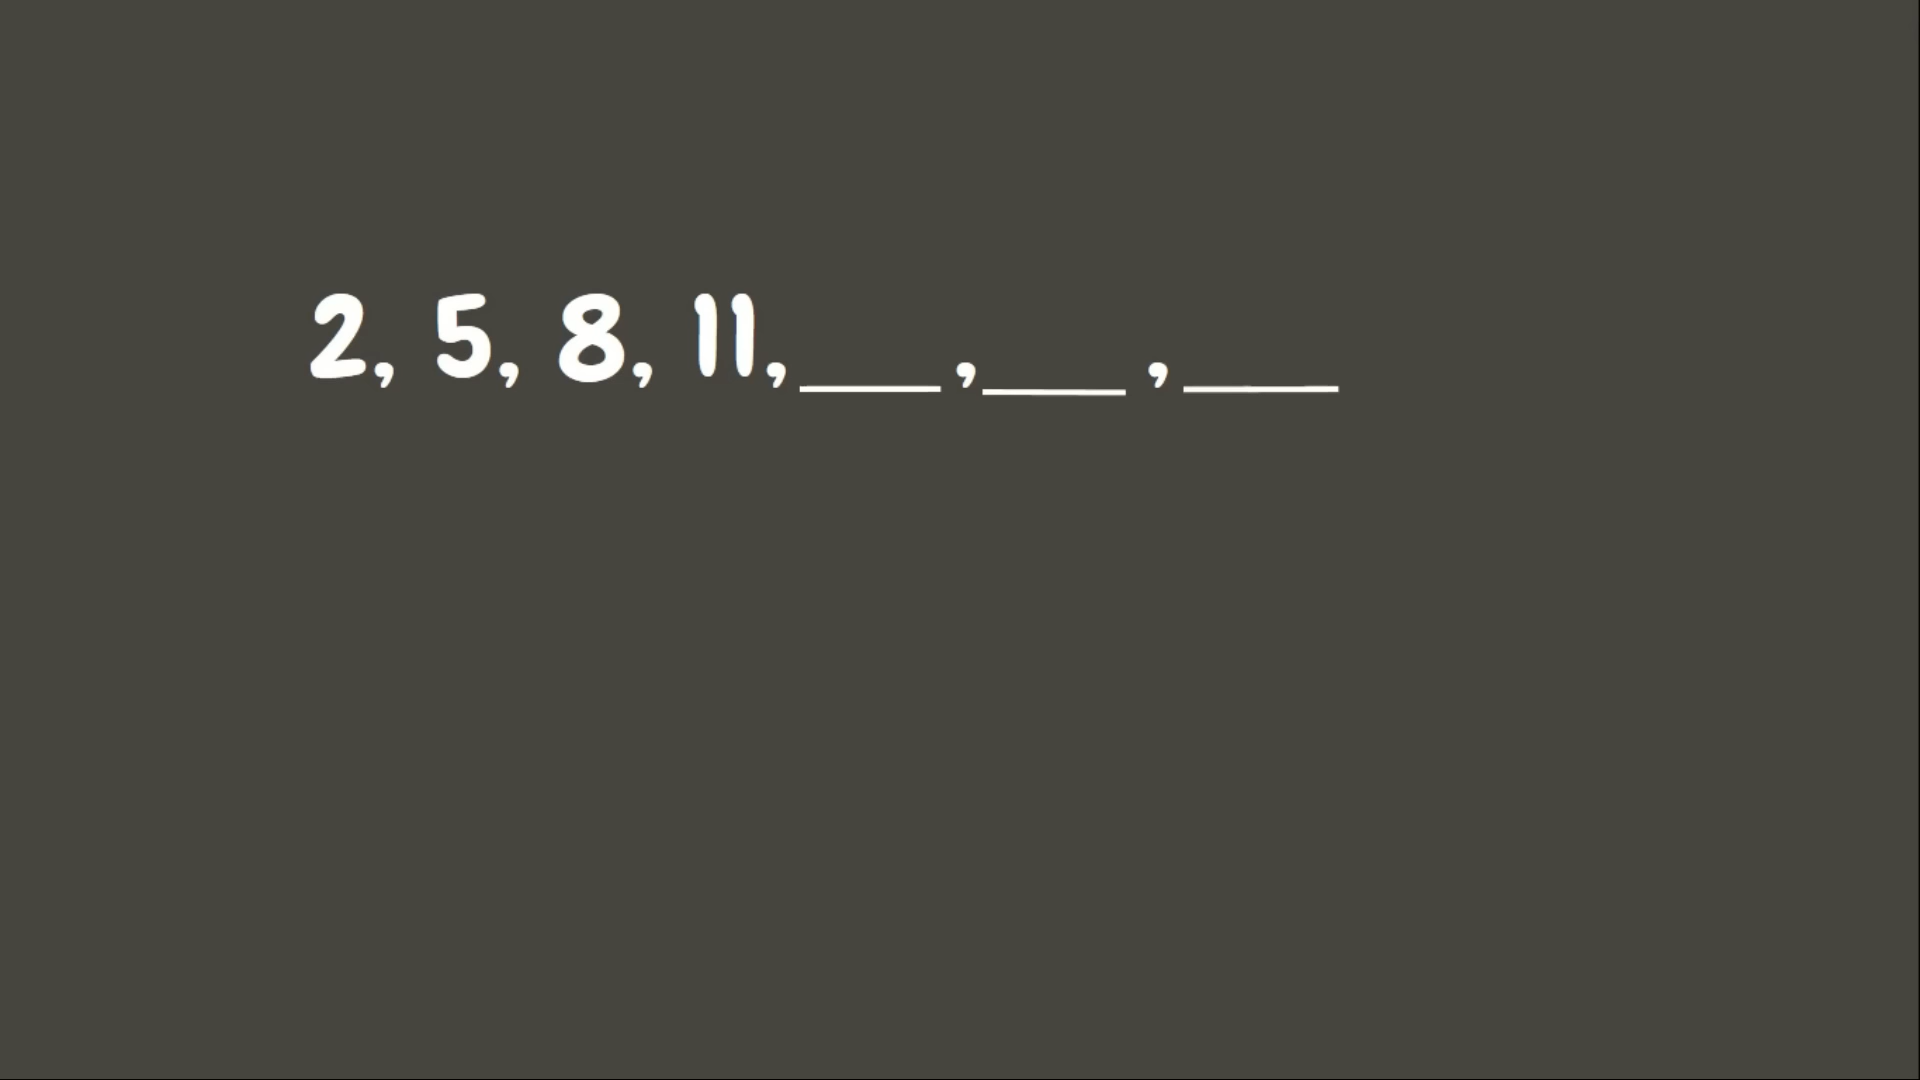 2, 5, 8, 11, ___ , ___ , ___